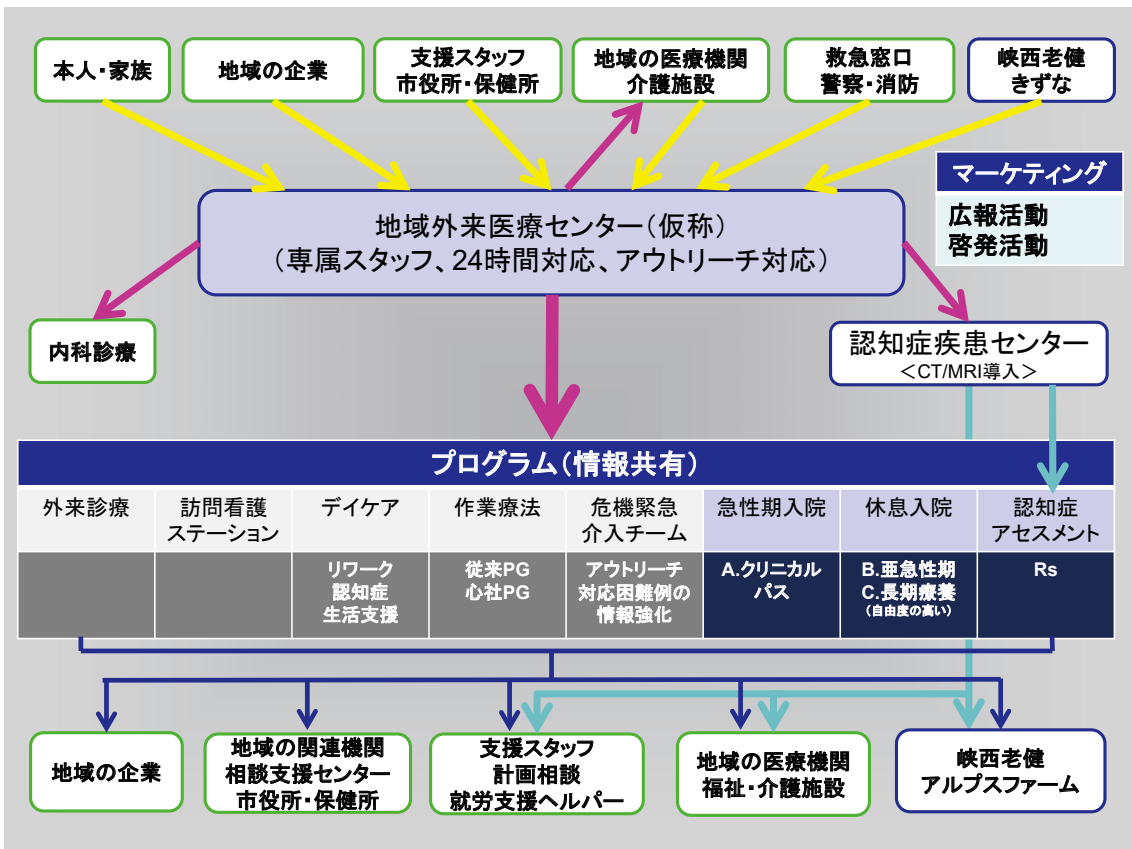 本人・家族
地域の企業
支援スタッフ
市役所・保健所
地域の医療機関
介護施設
救急窓口
警察・消防
峡西老健
きずな
マーケティング
広報活動
啓発活動
地域外来医療センター（仮称）
（専属スタッフ、24時間対応、アウトリーチ対応）
内科診療
認知症疾患センター
＜CT/MRI導入＞
プログラム（情報共有）
外来診療
訪問看護
ステーション
デイケア
作業療法
危機緊急
介入チーム
急性期入院
休息入院
認知症
アセスメント
リワーク
認知症
生活支援
従来PG
心社PG
アウトリーチ
対応困難例の
情報強化
A.クリニカル
パス
B.亜急性期
C.長期療養
（自由度の高い）
Rs
地域の企業
地域の関連機関
相談支援センター
市役所・保健所
支援スタッフ
計画相談
就労支援ヘルパー
地域の医療機関
福祉・介護施設
峡西老健
アルプスファーム